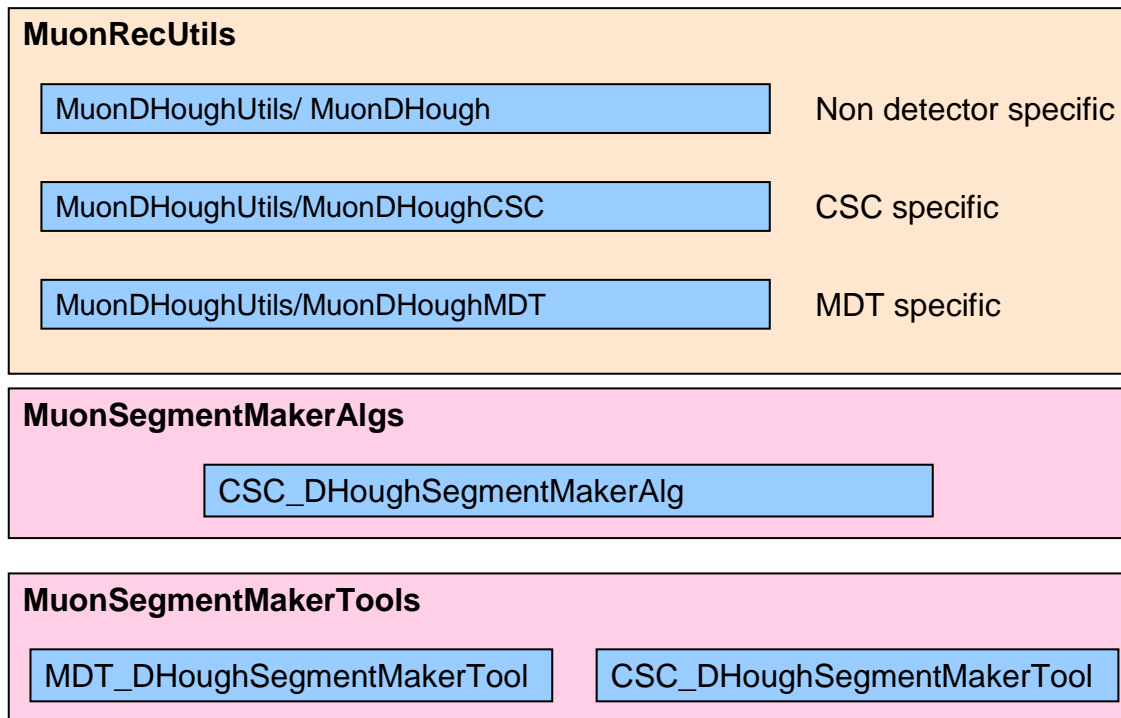 MuonRecUtils
MuonDHoughUtils/ MuonDHough Non detector specific
MuonDHoughUtils/MuonDHoughCSC CSC specific
MuonDHoughUtils/MuonDHoughMDT MDT specific
MuonSegmentMakerAlgs
CSC_DHoughSegmentMakerAlg
MuonSegmentMakerTools
MDT_DHoughSegmentMakerTool CSC_DHoughSegmentMakerTool